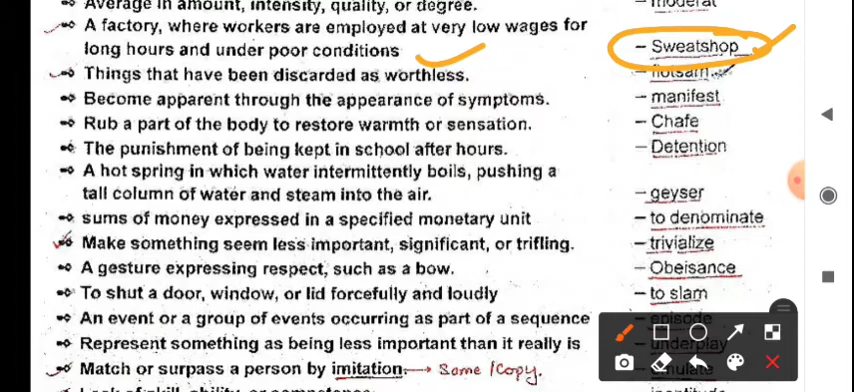 Average in amount, intensity, quality, or degree. – moderat
A factory, where workers are employed at very low wages for
long hours and under poor conditions – Sweatshop
Things that have been discarded as worthless. – flotsam
Become apparent through the appearance of symptoms. – manifest
Rub a part of the body to restore warmth or sensation. – Chafe
The punishment of being kept in school after hours. – Detention
A hot spring in which water intermittently boils, pushing a
tall column of water and steam into the air. – geyser
sums of money expressed in a specified monetary unit – to denominate
Make something seem less important, significant, or trifling. – trivialize
A gesture expressing respect, such as a bow. – Obeisance
To shut a door, window, or lid forcefully and loudly – to slam
An event or a group of events occurring as part of a sequence – episode
Represent something as being less important than it really is – underplay
Match or surpass a person by imitation. → Same / Copy. emulate